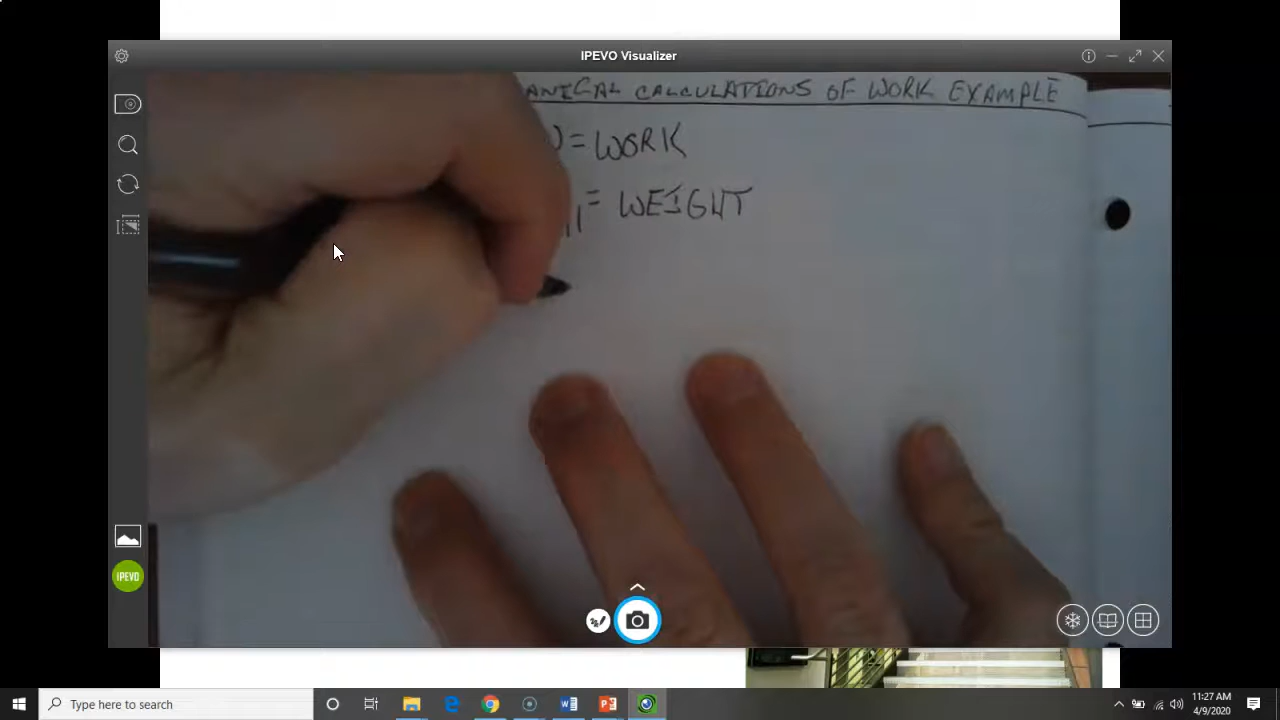 IPEVO Visualizer
CALCULATIONS OF WORK EXAMPLE
= WORK
= WEIGHT
IPEVO
Type here to search
11:27 AM
4/9/2020